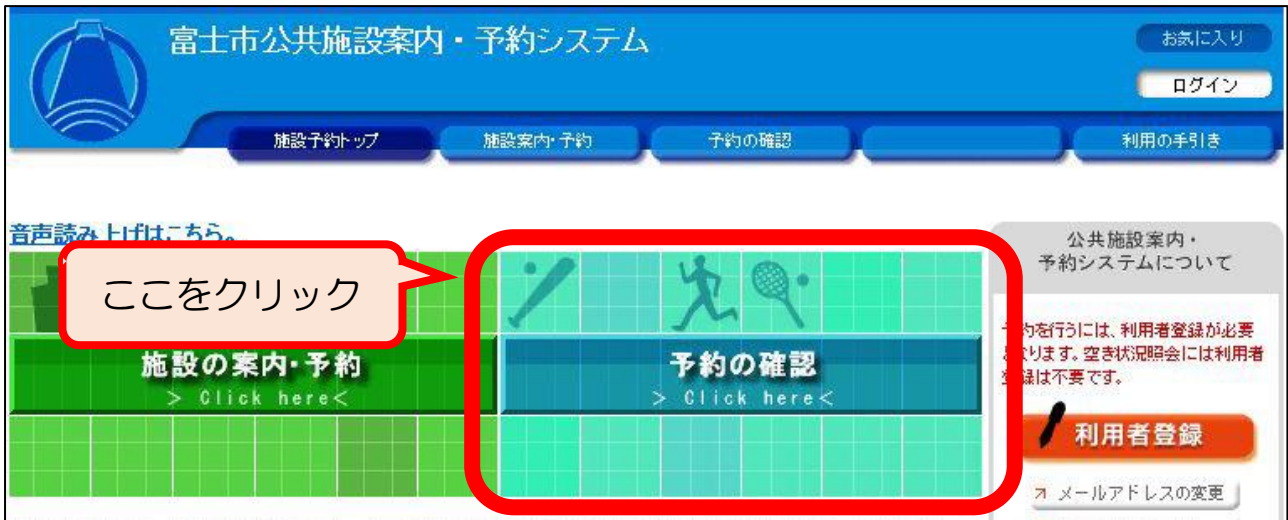 富士市公共施設案内・予約システム
お気に入り
ログイン
施設予約トップ
施設案内・予約
予約の確認
利用の手引き
音声読み上げはこちら。
ここをクリック
施設の案内・予約
> Click here<
予約の確認
> Click here<
公共施設案内・
予約システムについて
約を行うには、利用者登録が必要
ります。空き状況照会には利用者
録は不要です。
利用者登録
メールアドレスの変更